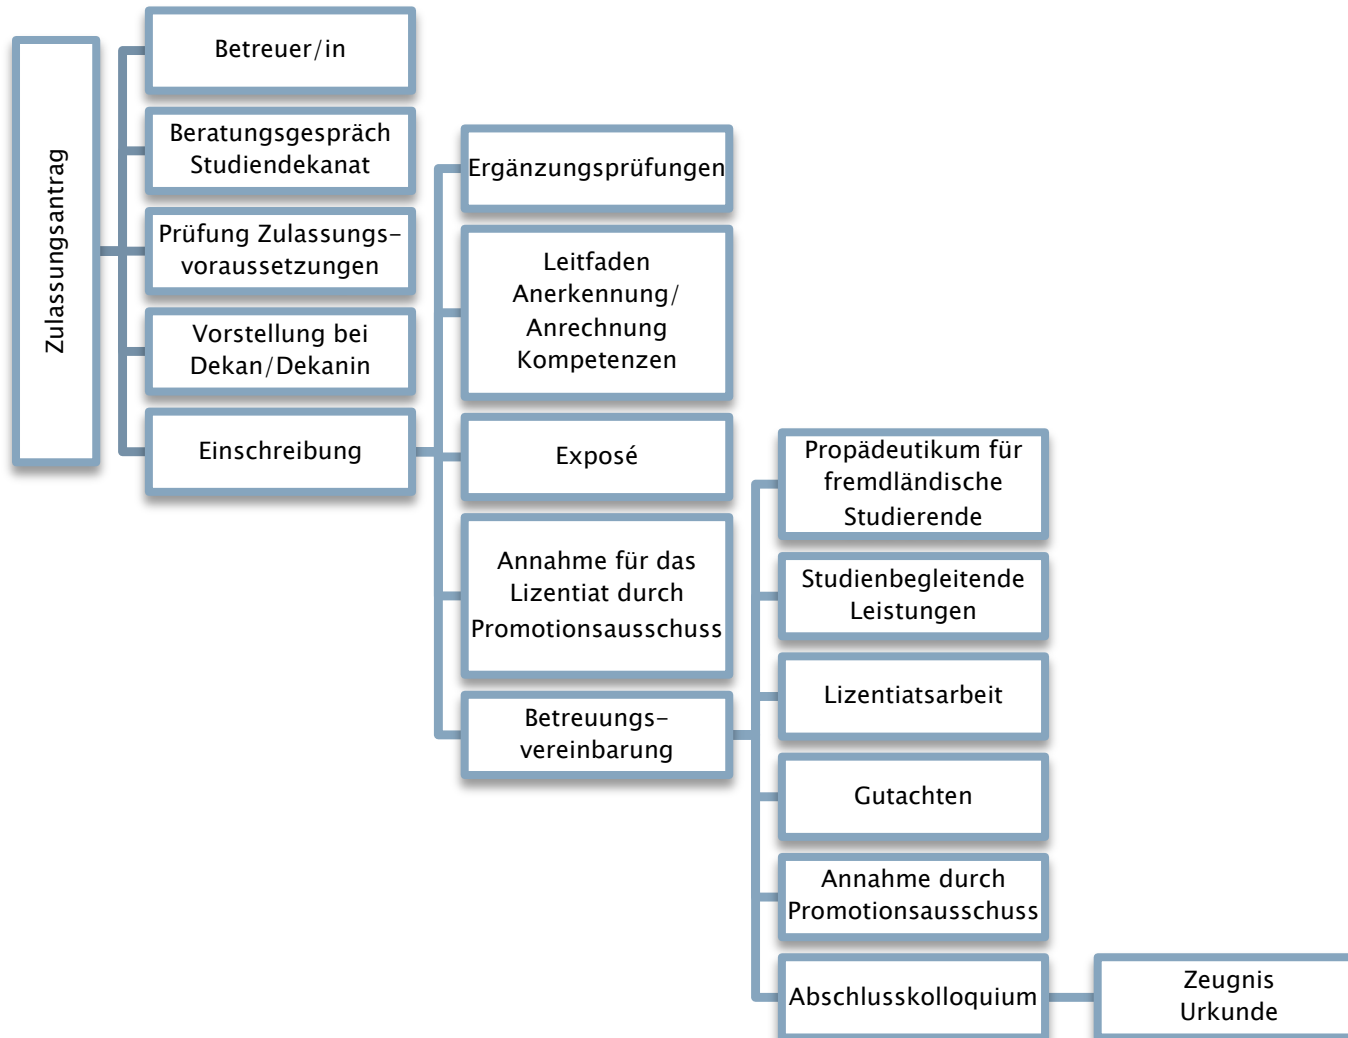 Zulassungsantrag
Betreuer/in
Beratungsgespräch
Studiendekanat
Prüfung Zulassungs-
voraussetzungen
Vorstellung bei
Dekan/Dekanin
Einschreibung
Ergänzungsprüfungen
Leitfaden
Anerkennung/
Anrechnung
Kompetenzen
Exposé
Annahme für das
Lizentiat durch
Promotionsausschuss
Betreuungs-
vereinbarung
Propädeutikum für
fremdländische
Studierende
Studienbegleitende
Leistungen
Lizentiatsarbeit
Gutachten
Annahme durch
Promotionsausschuss
Abschlusskolloquium
Zeugnis
Urkunde